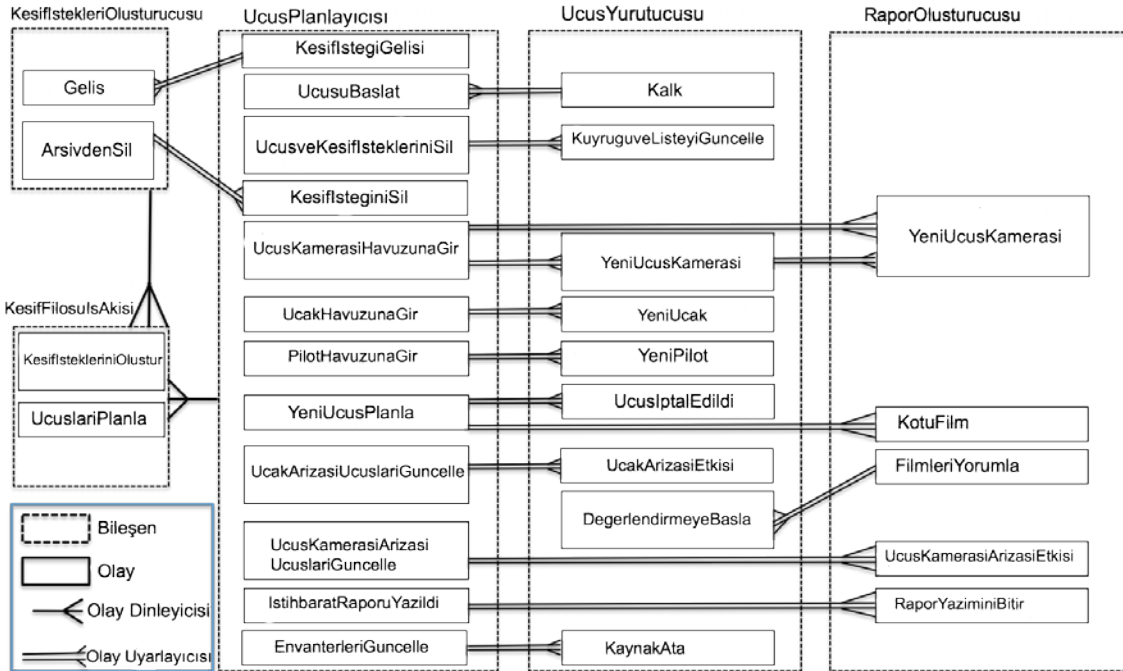 KesifIstekleriOlusturucusu
Gelis
ArsivdenSil
KesifFilosuIsAkisi
KesifIstekleriniOlustur
UcuslariPlanla
Bileşen
Olay
Olay Dinleyicisi
Olay Uyarlayıcısı
UcusPlanlayıcısı
KesifIstegiGelisi
UcusuBaslat
UcusveKesifIstekleriniSil
KesifIsteginiSil
UcusKamerasiHavuzunaGir
UcakHavuzunaGir
PilotHavuzunaGir
YeniUcusPlanla
UcakArizasiUcuslariGuncelle
UcusKamerasiArizasi
UcuslariGuncelle
IstihbaratRaporuYazildi
EnvanterleriGuncelle
UcusYurutucusu
Kalk
KuyruguveListeyiGuncelle
YeniUcusKamerasi
YeniUcak
YeniPilot
UcusIptalEdildi
UcakArizasiEtkisi
DegerlendirmeyeBasla
KaynakAta
RaporOlusturucusu
YeniUcusKamerasi
KotuFilm
FilmleriYorumla
UcusKamerasiArizasiEtkisi
RaporYaziminiBitir